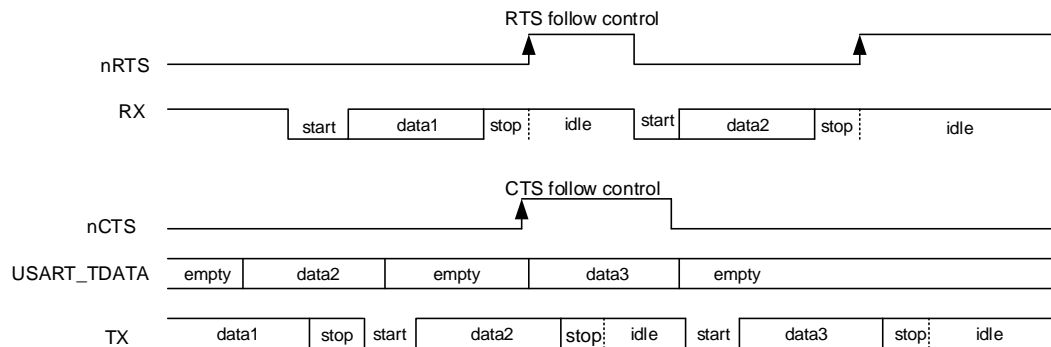 RTS follow control
nRTS
RX
start data1 stop idle start data2 stop idle
CTS follow control
nCTS
USART_TDATA empty data2 empty data3 empty
TX data1 stop start data2 stop idle start data3 stop idle